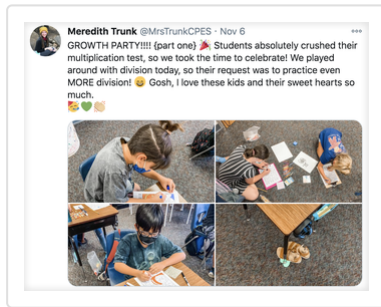 Meredith Trunk @MrsTrunkCPES · Nov 6
GROWTH PARTY!!!! {part one} 🎉 Students absolutely crushed their
multiplication test, so we took the time to celebrate! We played
around with division today, so their request was to practice even
MORE division! 😄 Gosh, I love these kids and their sweet hearts so
much.
🥳💚👏🏻